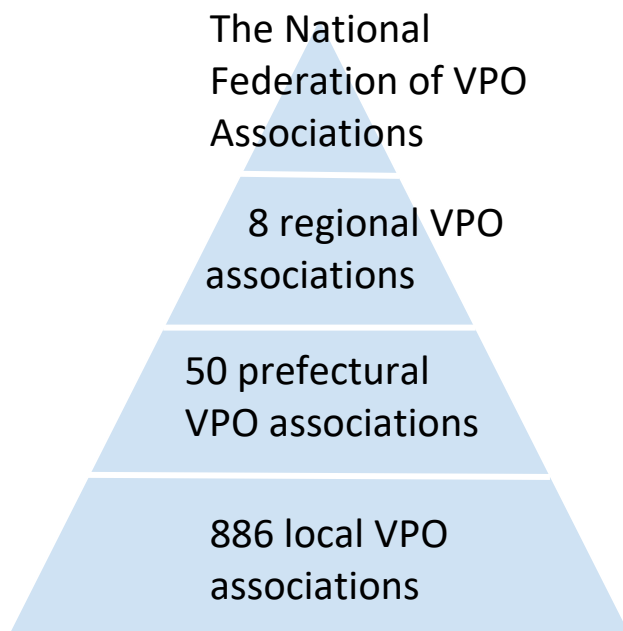 The National
Federation of VPO
Associations
8 regional VPO
associations
50 prefectural
VPO associations
886 local VPO
associations